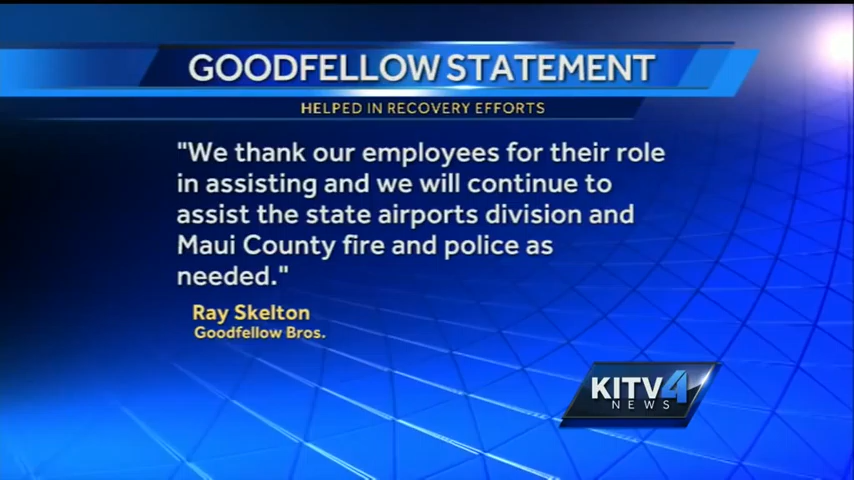 GOODFELLOW STATEMENT
HELPED IN RECOVERY EFFORTS
"We thank our employees for their role
in assisting and we will continue to
assist the state airports division and
Maui County fire and police as
needed."
Ray Skelton
Goodfellow Bros.
KITV4
NEWS